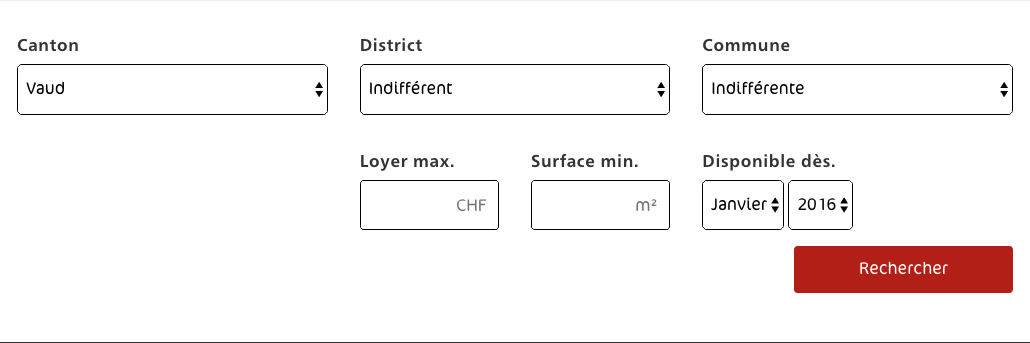 Canton District Commune
Vaud Indifférent Indifférente
Loyer max. Surface min. Disponible dès.
CHF m² Janvier 2016
Rechercher